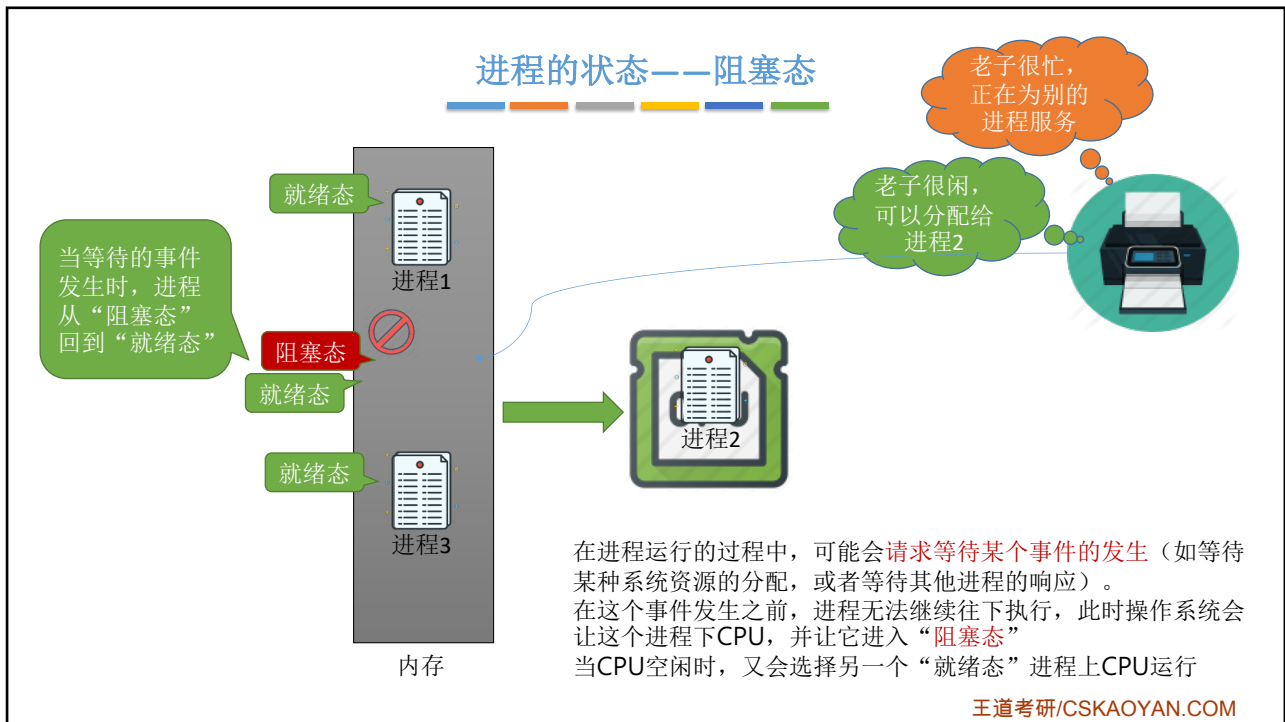 进程的状态——阻塞态
老子很忙，
正在为别的
进程服务
老子很闲，
可以分配给
进程2
就绪态
进程1
当等待的事件
发生时，进程
从“阻塞态”
回到“就绪态”
阻塞态
就绪态
进程2
就绪态
进程3
内存
在进程运行的过程中，可能会请求等待某个事件的发生（如等待
某种系统资源的分配，或者等待其他进程的响应）。
在这个事件发生之前，进程无法继续往下执行，此时操作系统会
让这个进程下CPU，并让它进入“阻塞态”
当CPU空闲时，又会选择另一个“就绪态”进程上CPU运行
王道考研/CSKAOYAN.COM